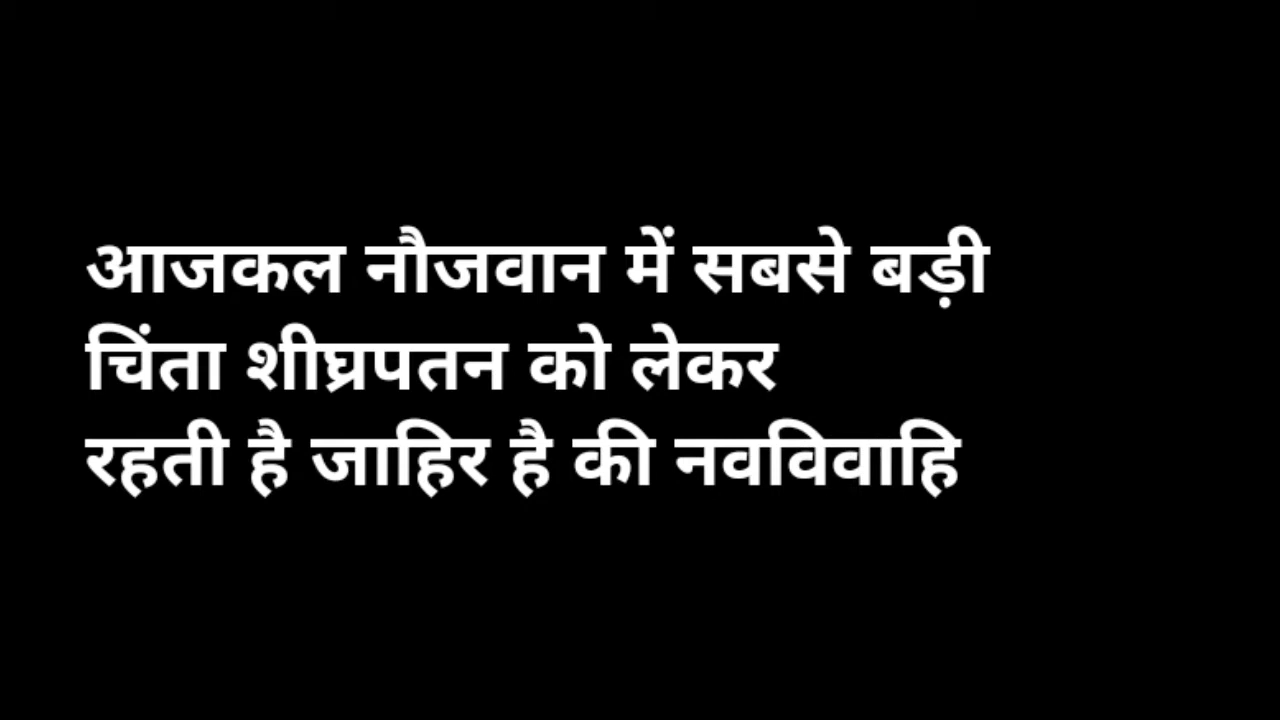 आजकल नौजवान में सबसे बड़ी
चिंता शीघ्रपतन को लेकर
रहती है जाहिर है की नवविवाहि